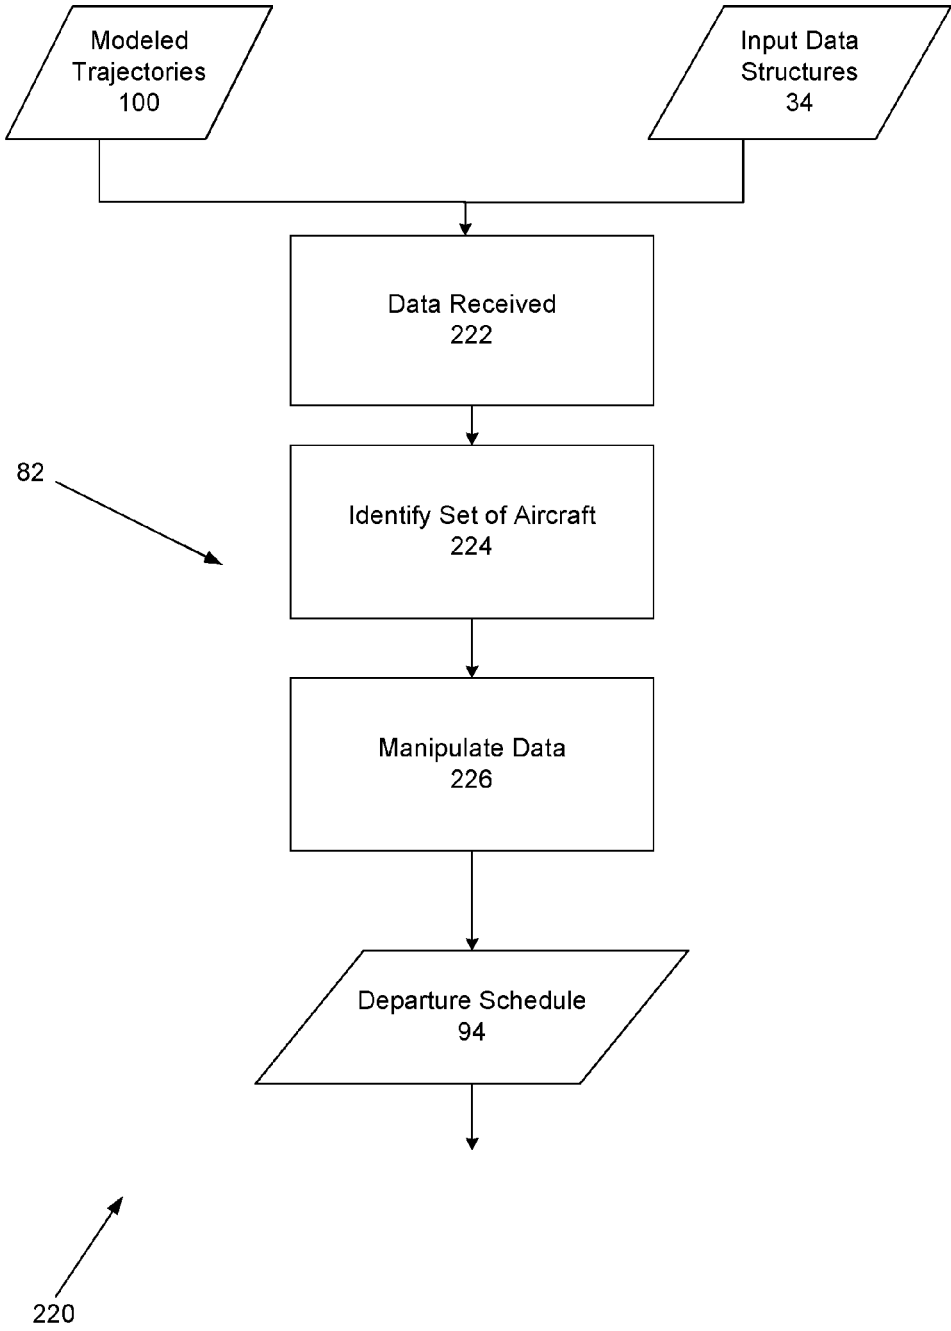 Modeled
Trajectories
100
Input Data
Structures
34
Data Received
222
82
Identify Set of Aircraft
224
Manipulate Data
226
Departure Schedule
94
220